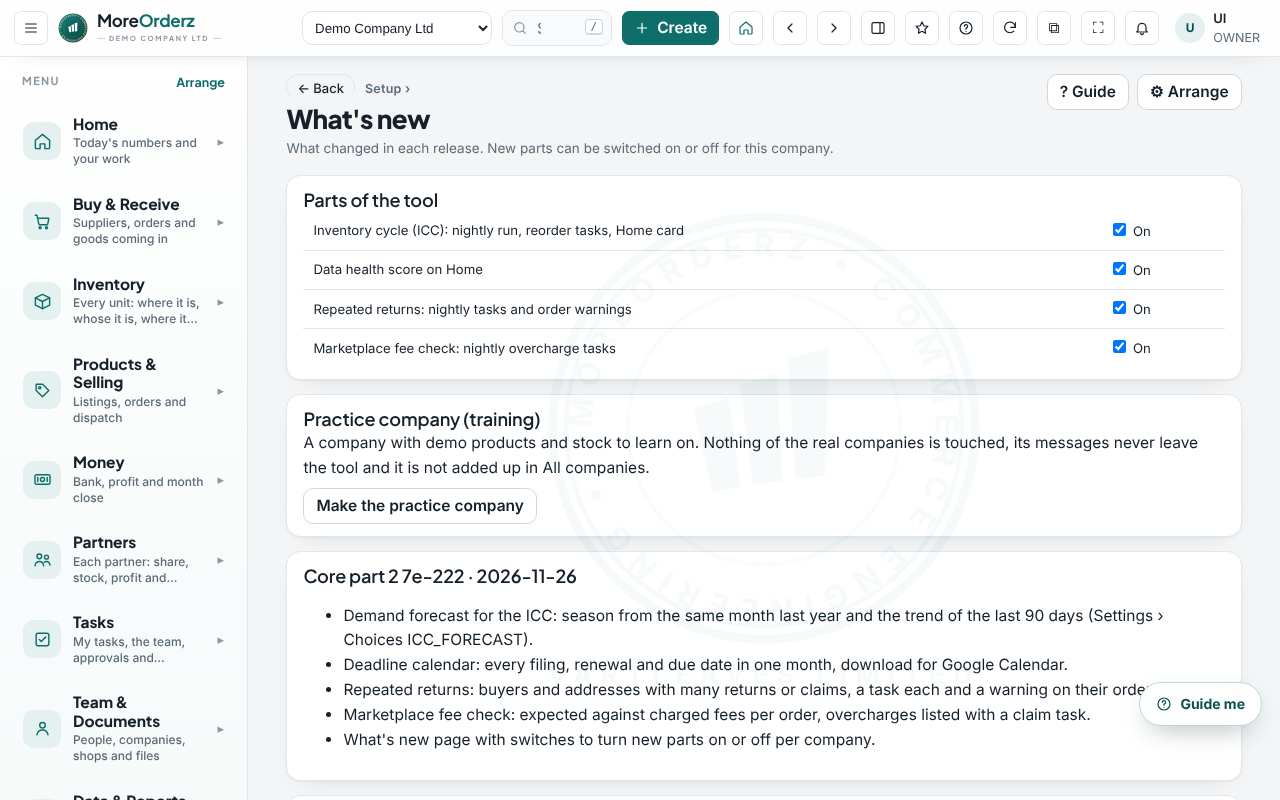 MoreOrderz
— DEMO COMPANY LTD —
Demo Company Ltd
/
+ Create
U
UI
OWNER
MENU
Arrange
Home
Today's numbers and
your work
Buy & Receive
Suppliers, orders and
goods coming in
Inventory
Every unit: where it is,
whose it is, where it...
Products &
Selling
Listings, orders and
dispatch
Money
Bank, profit and month
close
Partners
Each partner: share,
stock, profit and...
Tasks
My tasks, the team,
approvals and...
Team &
Documents
People, companies,
shops and files
← Back
Setup ›
? Guide
⚙ Arrange
What's new
What changed in each release. New parts can be switched on or off for this company.
Parts of the tool
Inventory cycle (ICC): nightly run, reorder tasks, Home card
On
Data health score on Home
On
Repeated returns: nightly tasks and order warnings
On
Marketplace fee check: nightly overcharge tasks
On
Practice company (training)
A company with demo products and stock to learn on. Nothing of the real companies is touched, its messages never leave
the tool and it is not added up in All companies.
Make the practice company
Core part 2 7e-222 · 2026-11-26
• Demand forecast for the ICC: season from the same month last year and the trend of the last 90 days (Settings ›
Choices ICC_FORECAST).
• Deadline calendar: every filing, renewal and due date in one month, download for Google Calendar.
• Repeated returns: buyers and addresses with many returns or claims, a task each and a warning on their
• Marketplace fee check: expected against charged fees per order, overcharges listed with a claim task.
• What's new page with switches to turn new parts on or off per company.
Guide me
MOREORDERZ • COMMERCE ENGINEERING •